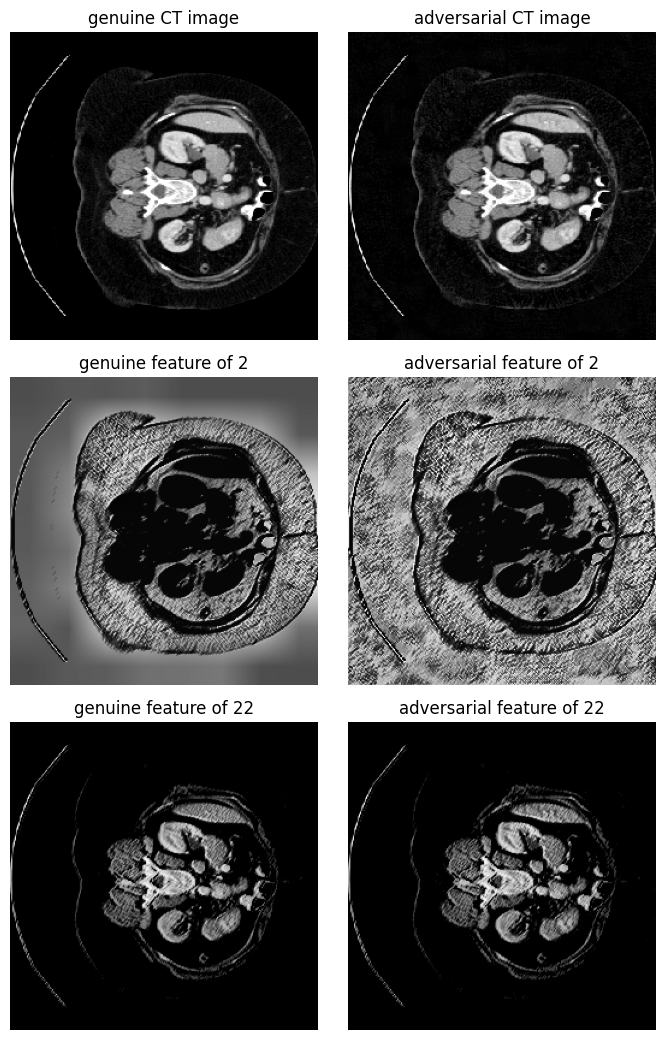 genuine CT image
adversarial CT image
genuine feature of 2
adversarial feature of 2
genuine feature of 22
adversarial feature of 22